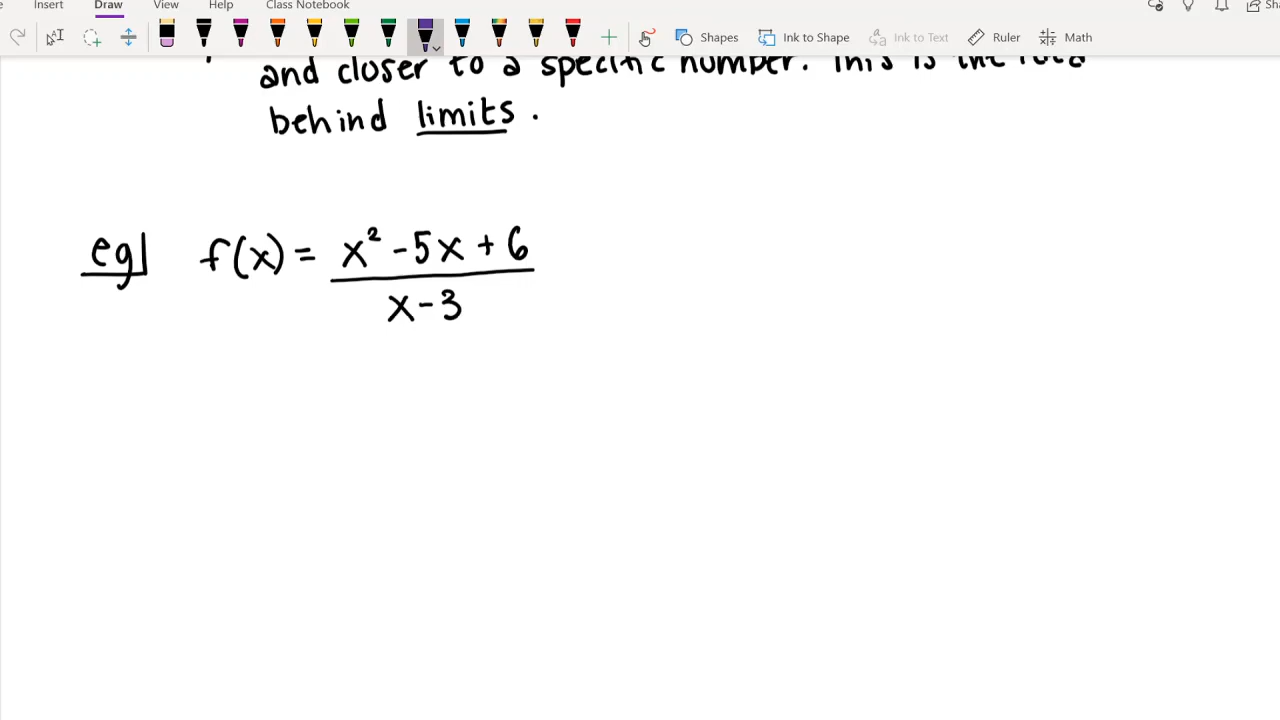 Insert Draw View Help Class Notebook
Shapes Ink to Shape Ink to Text Ruler Math
and closer to a specific number. This is the idea
behind limits.
eg1 f(x) = x² - 5x + 6
x - 3